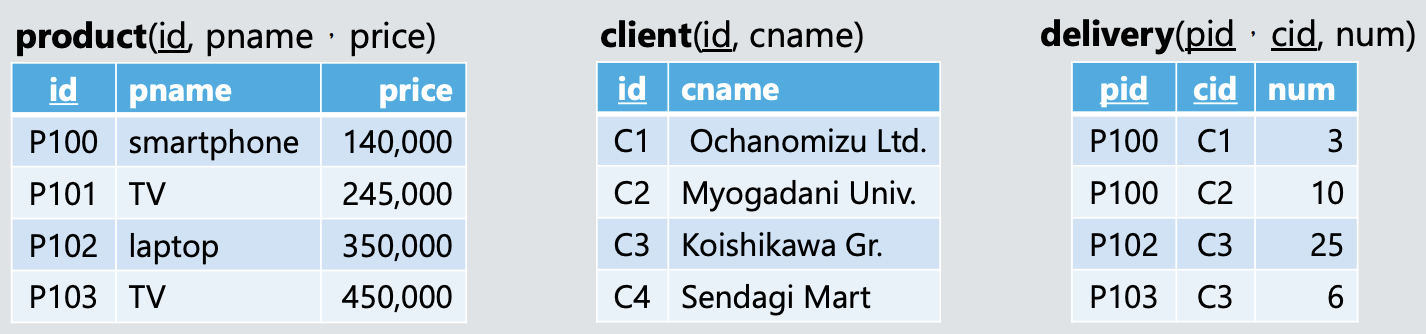 product(id, pname , price)
id pname price
P100 smartphone 140,000
P101 TV 245,000
P102 laptop 350,000
P103 TV 450,000
client(id, cname)
id cname
C1 Ochanomizu Ltd.
C2 Myogadani Univ.
C3 Koishikawa Gr.
C4 Sendagi Mart
delivery(pid , cid, num)
pid cid num
P100 C1 3
P100 C2 10
P102 C3 25
P103 C3 6